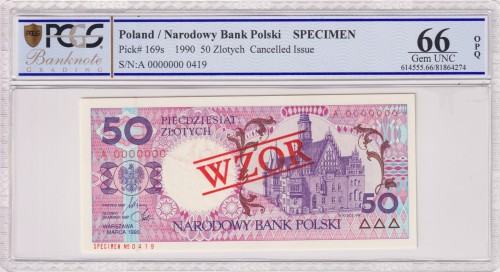 PCGS
Banknote
GRADING
Poland / Narodowy Bank Polski SPECIMEN
Pick# 169s 1990 50 Zlotych Cancelled Issue
S/N:A 0000000 0419
66
Gem UNC
OPQ
614555.66/81864274
50
PIĘĆDZIESIĄT
ZŁOTYCH
A 0000000
A 0000000
WZÓR
WARSZAWA
1 MARCA 1990
NARODOWY BANK POLSKI
50
SPECIMEN No 0419